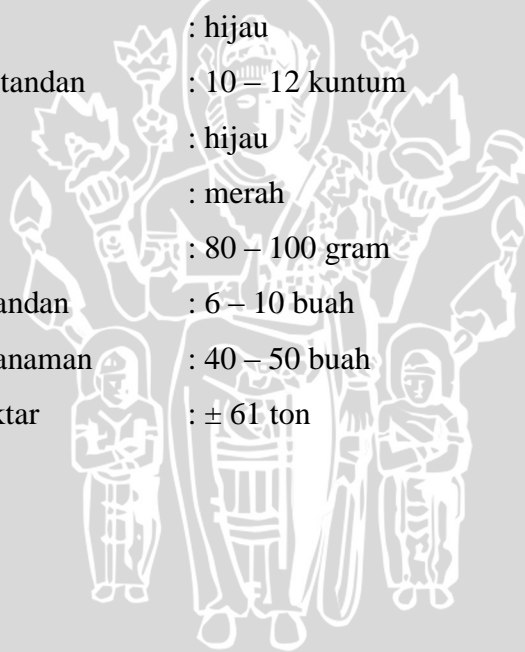 : hijau
tandan : 10 – 12 kuntum
: hijau
: merah
: 80 – 100 gram
andan : 6 – 10 buah
anaman : 40 – 50 buah
ktar : ± 61 ton